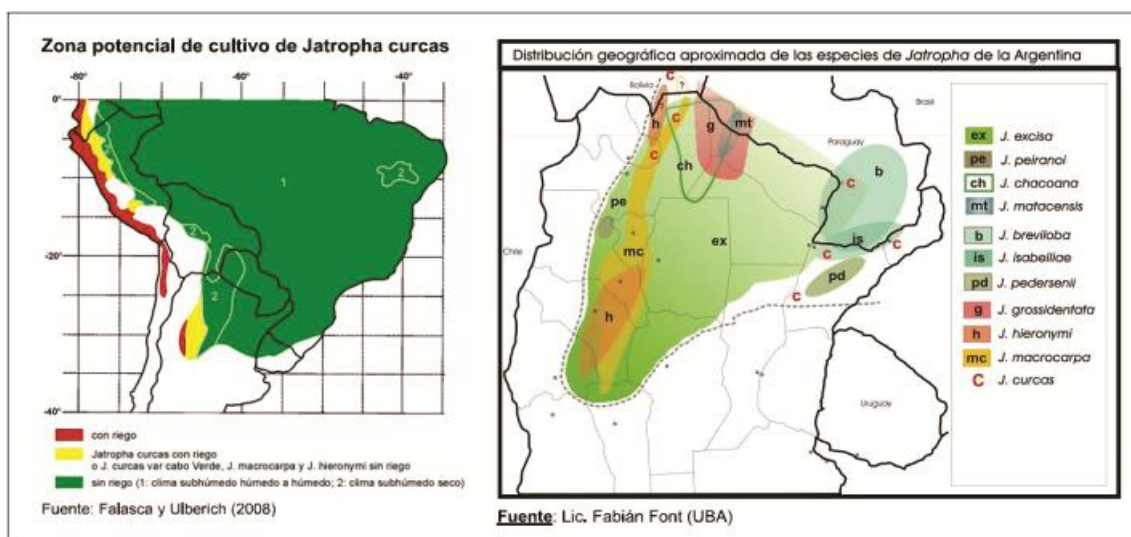 Zona potencial de cultivo de Jatropha curcas
-80° -60° -40°
0°
1
2
2
-20°
2
-40°
con riego
Jatropha curcas con riego
o J. curcas var cabo Verde, J. macrocarpa y J. hieronymi sin riego
sin riego (1: clima subhúmedo húmedo a húmedo; 2: clima subhúmedo seco)
Fuente: Falasca y Ulberich (2008)
Distribución geográfica aproximada de las especies de Jatropha de la Argentina
C
Bolivia ?
Brasil
h C g mt
Paraguay
C ch
C b
pe
is
mc ex
C C
Chile
pd
C
h
Uruguay
ex J. excisa
pe J. peiranoi
ch J. chacoana
mt J. matacensis
b J. breviloba
is J. isabelliae
pd J. pedersenii
g J. grossidentata
h J. hieronymi
mc J. macrocarpa
C J. curcas
Fuente: Lic. Fabián Font (UBA)